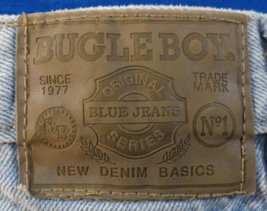 BUGLE BOY
SINCE
1977
TRADE
MARK
ORIGINAL
BLUE JEANS
SERIES
BB
Nº1
NEW DENIM BASICS